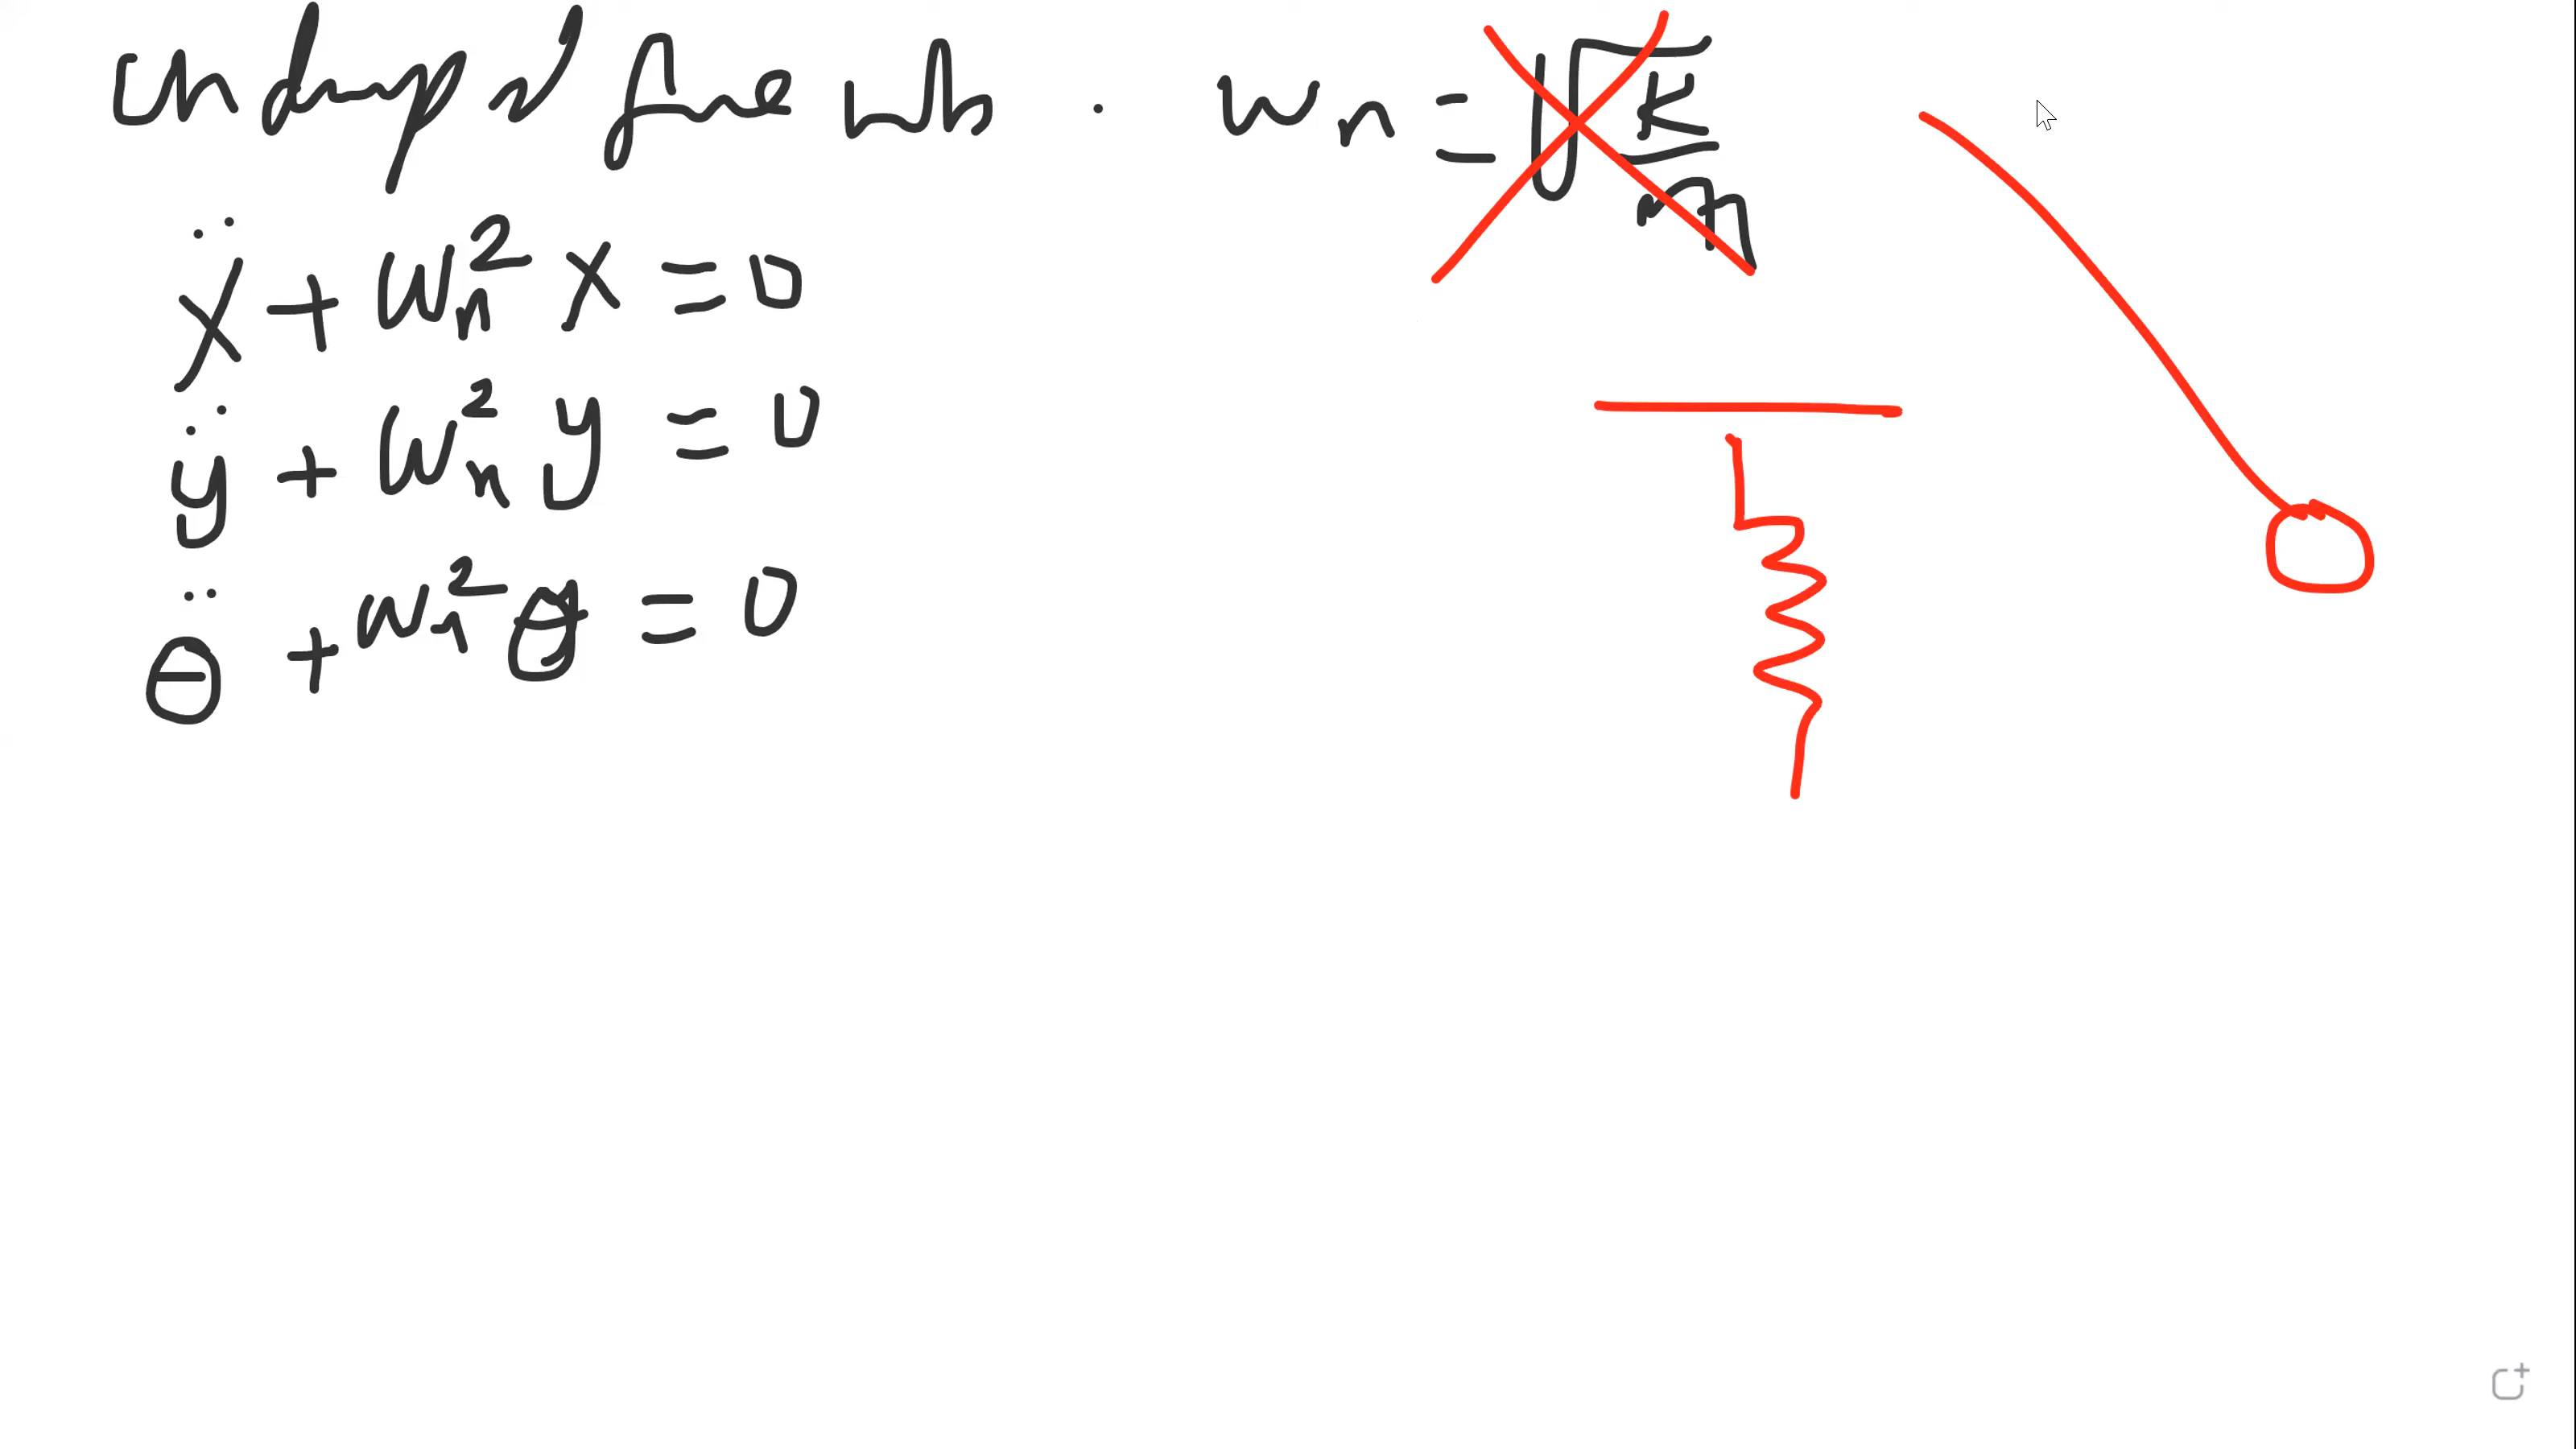 undamped free vib. ωn = √(K/m)
ẍ + ωn² x = 0
ÿ + ωn² y = 0
θ̈ + ωn² θ = 0